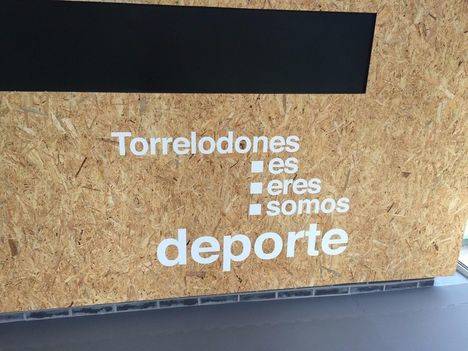 Torrelodones
▪es
▪eres
▪somos
deporte